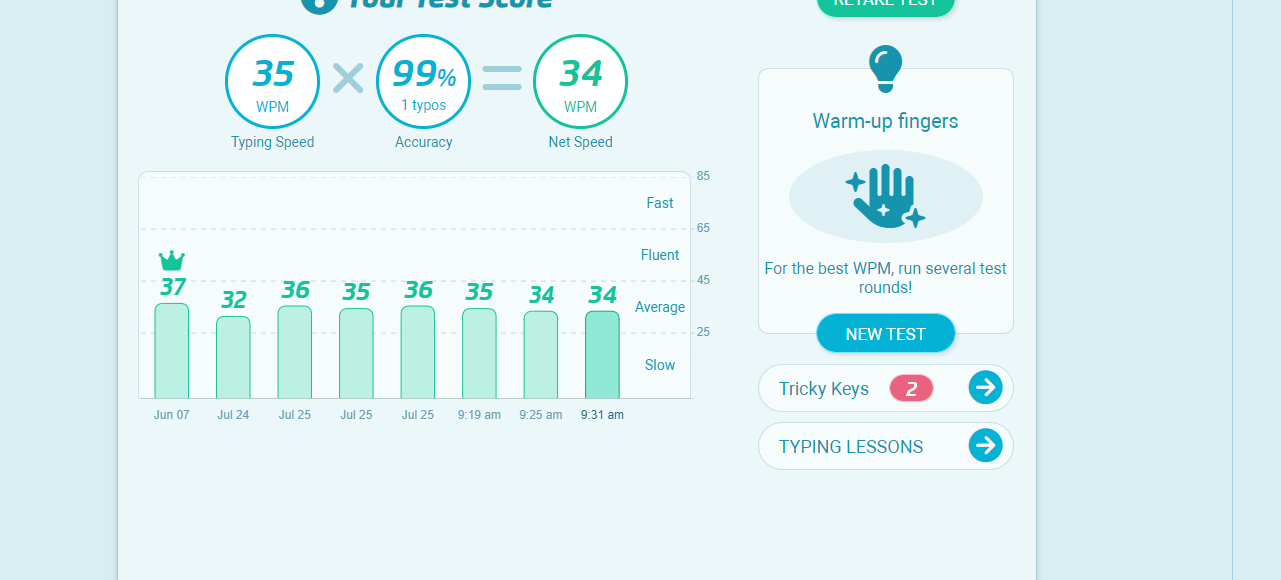 Your Test Score
RETAKE TEST
35
WPM
Typing Speed
99%
1 typos
Accuracy
34
WPM
Net Speed
85
Fast
65
Fluent
45
Average
25
Slow
37
32
36
35
36
35
34
34
Jun 07
Jul 24
Jul 25
Jul 25
Jul 25
9:19 am
9:25 am
9:31 am
Warm-up fingers
For the best WPM, run several test
rounds!
NEW TEST
Tricky Keys 2
TYPING LESSONS